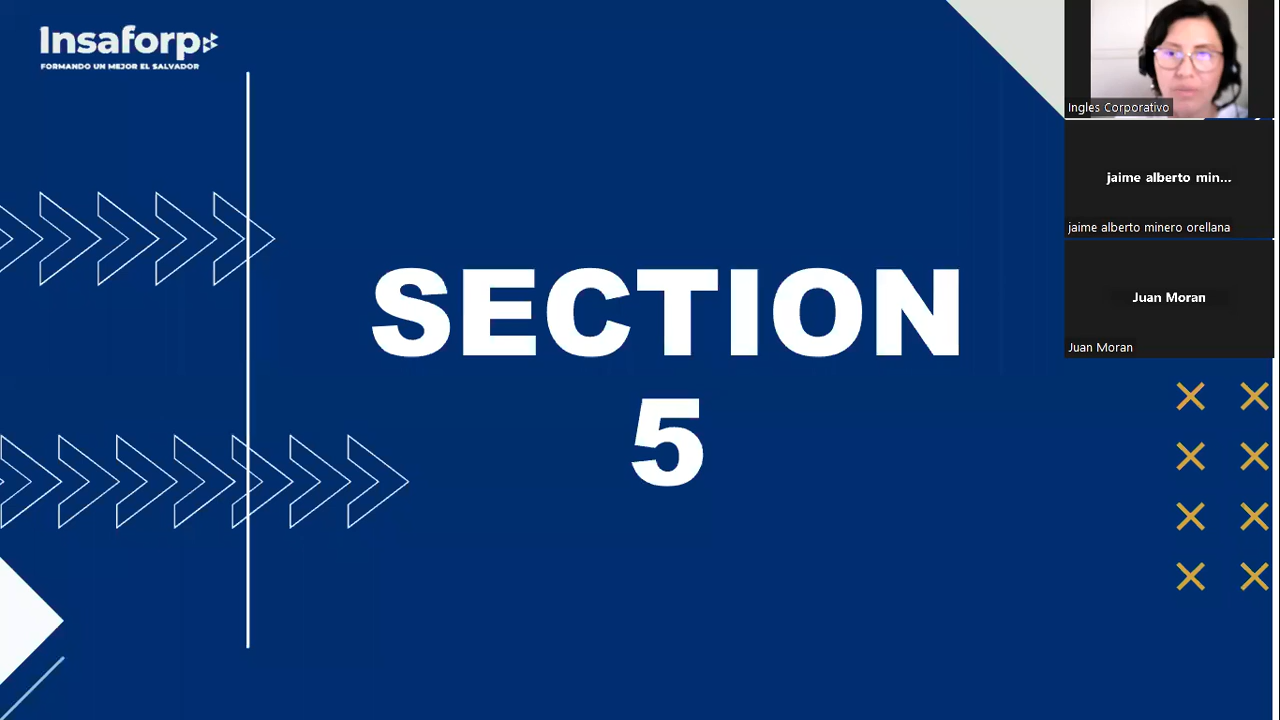 Insaforp
FORMANDO UN MEJOR EL SALVADOR
SECTION
5
Ingles Corporativo
jaime alberto min...
jaime alberto minero orellana
Juan Moran
Juan Moran